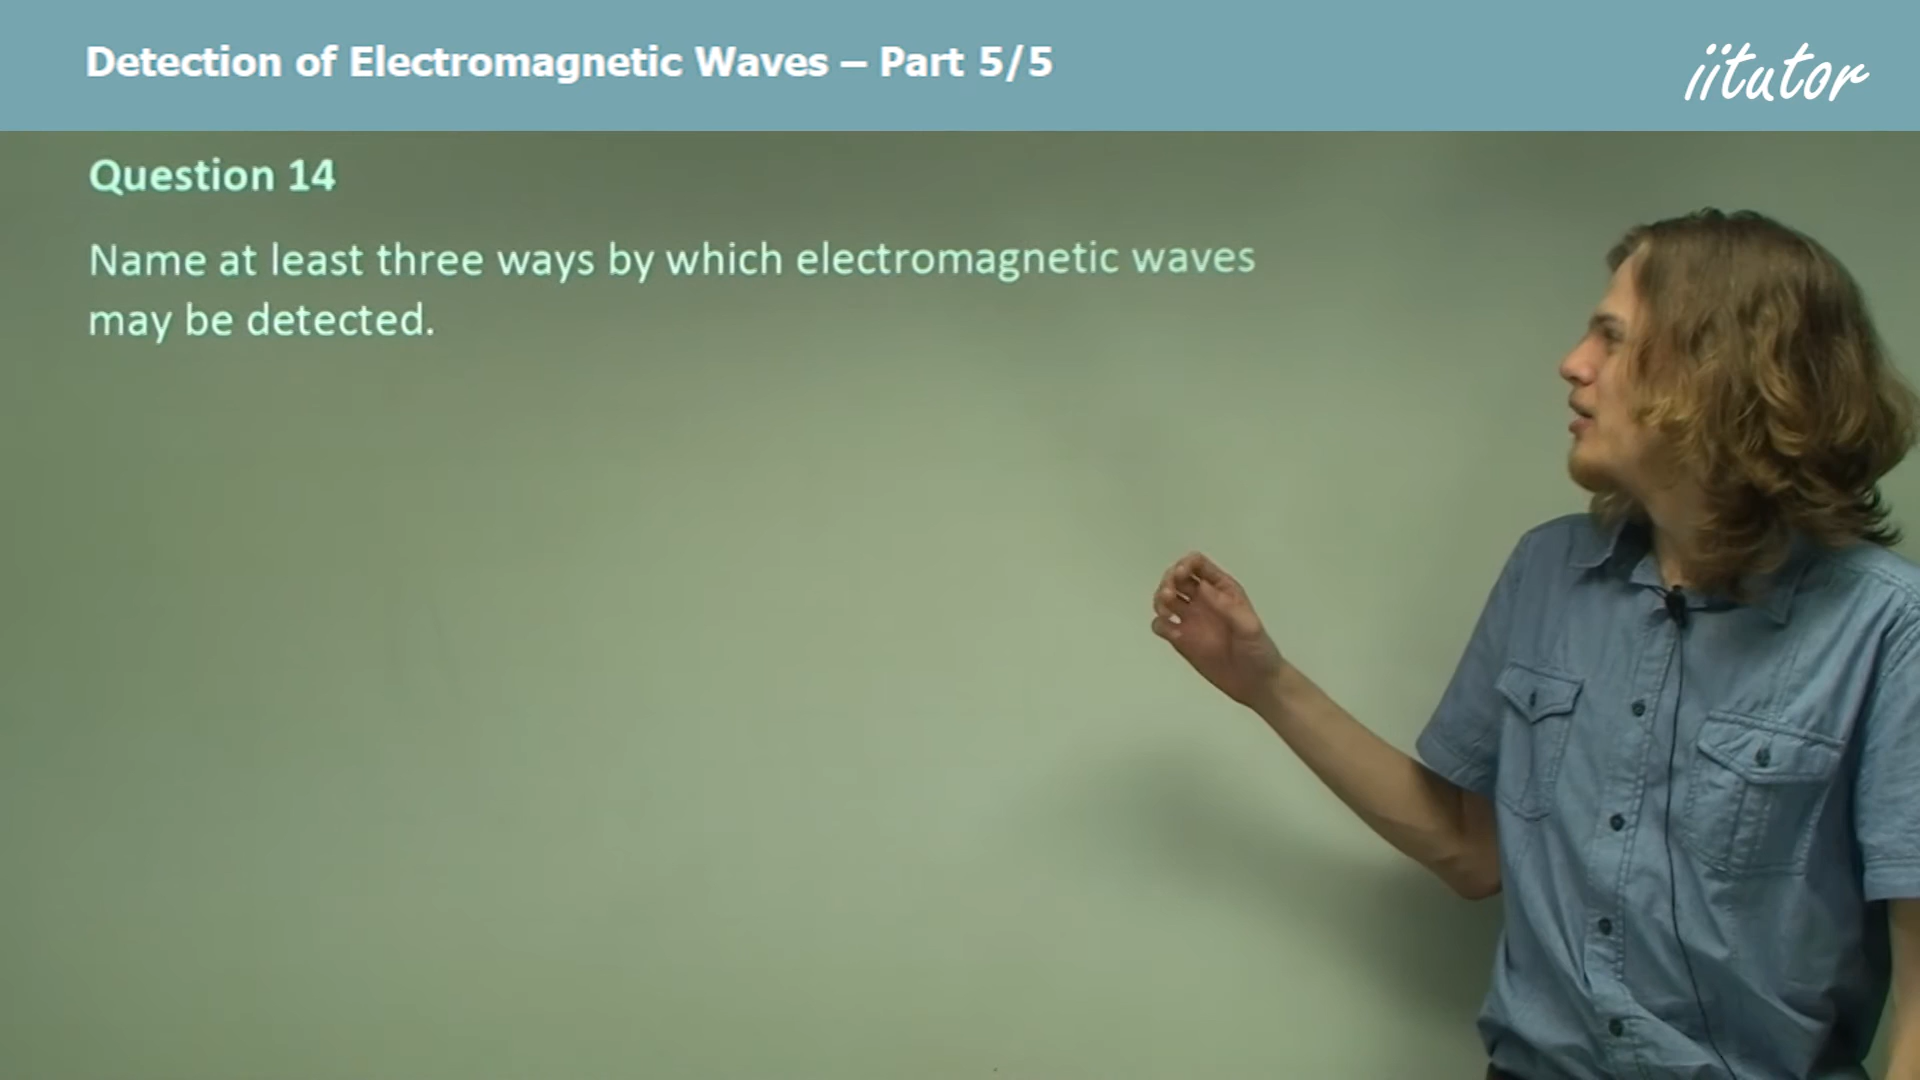 Detection of Electromagnetic Waves – Part 5/5
iitutor
Question 14
Name at least three ways by which electromagnetic waves
may be detected.